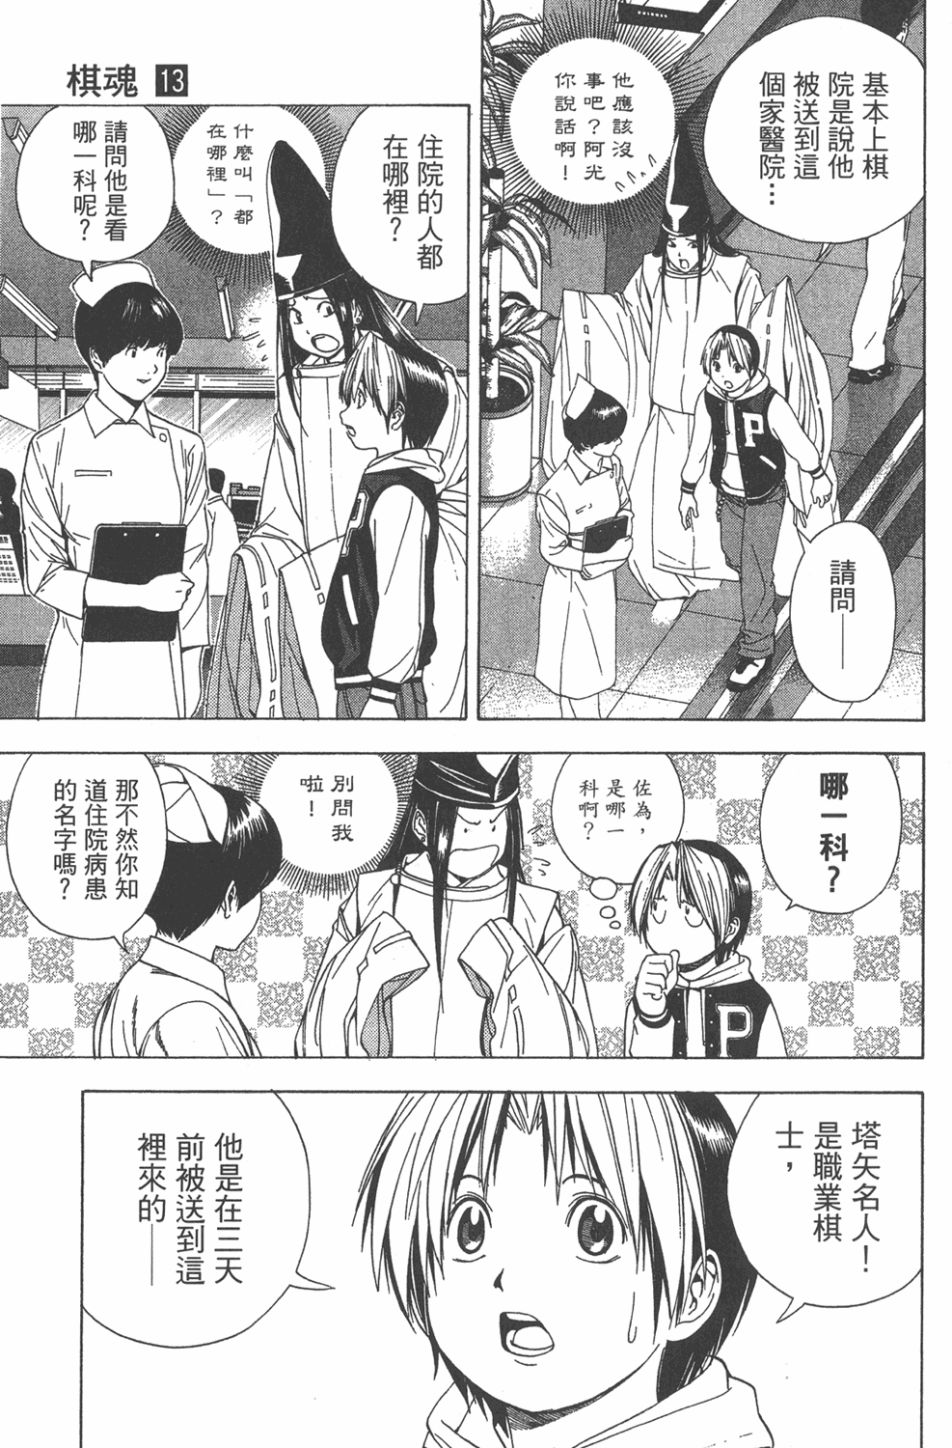 棋魂 13
基本上棋
院是說他
被送到這
個家醫院…
他應該沒
事吧？阿光
你說話啊！
請問——
住院的人都
在哪裡？
什麼叫「都
在哪裡」？
請問他是看
哪一科呢？
哪一科？
佐為，
是哪一
科啊？
別問我
啦！
那不然你知
道住院病患
的名字嗎？
塔矢名人！
是職業棋
士，
他是在三天
前被送到這
裡來的——
P
P